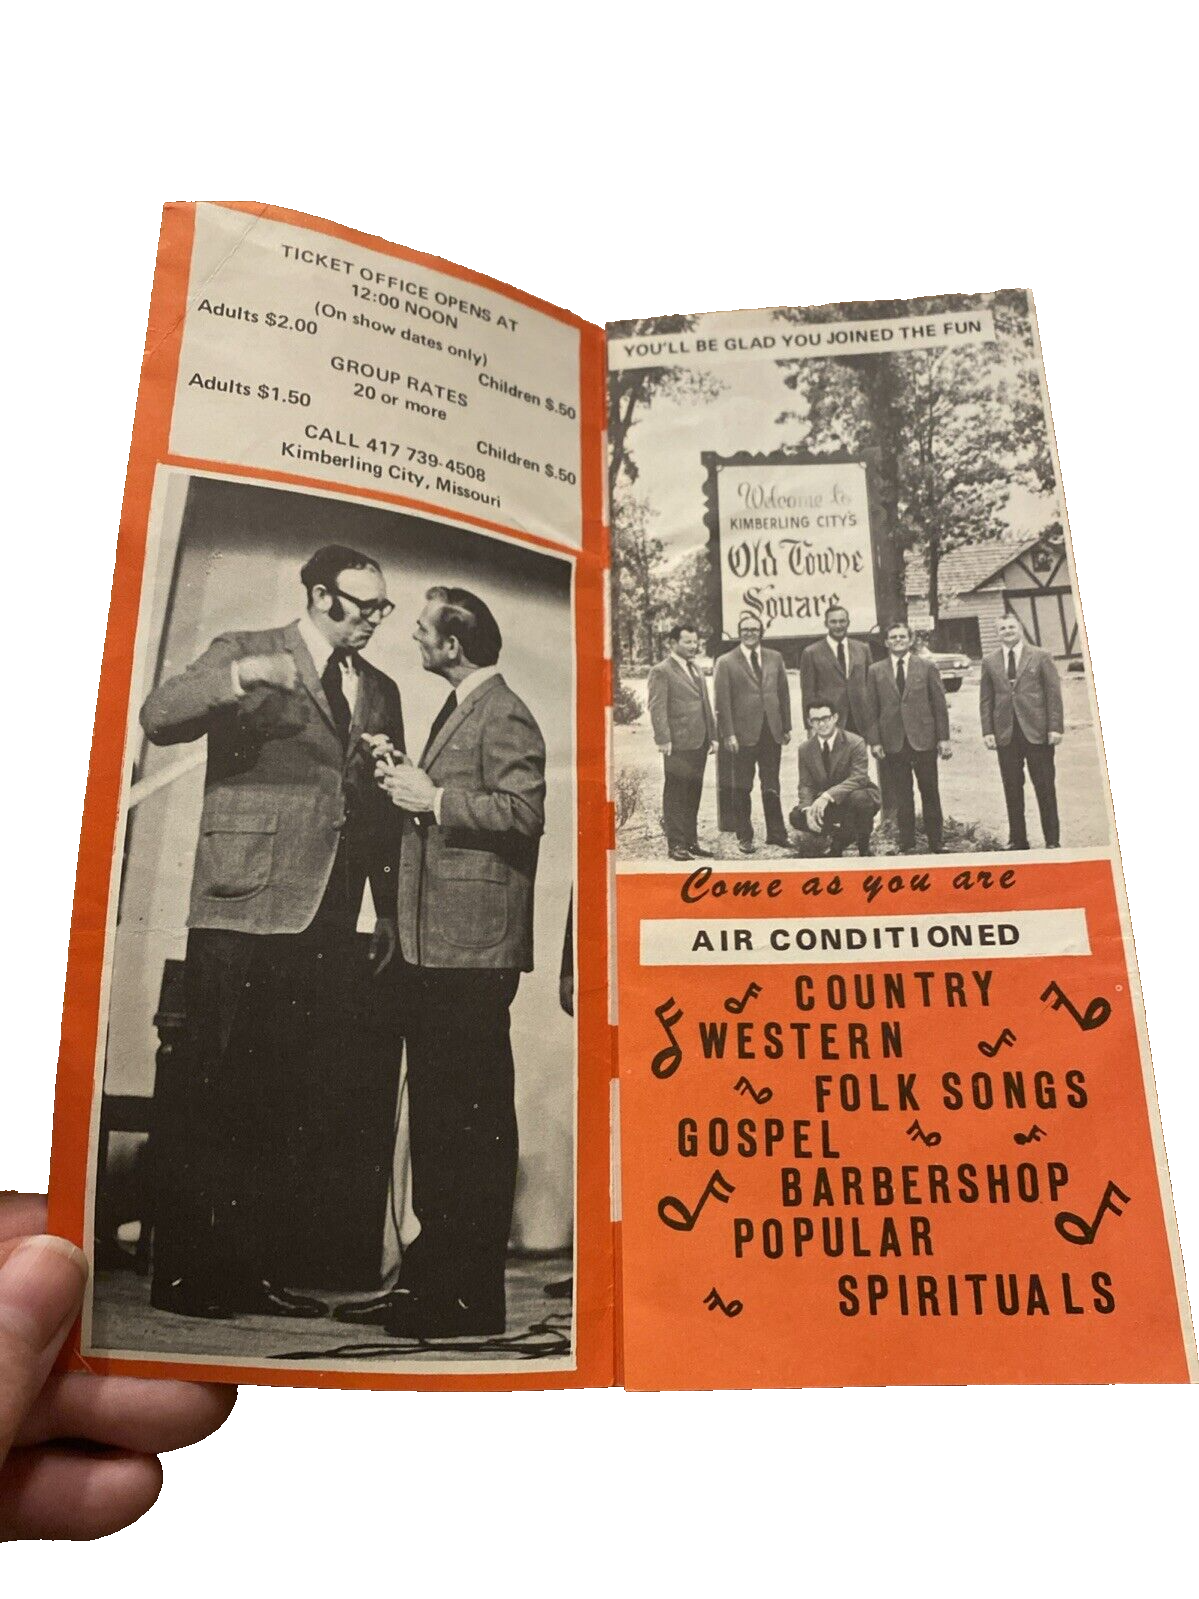 TICKET OFFICE OPENS AT
12:00 NOON
(On show dates only)
Adults $2.00 Children $.50
GROUP RATES
20 or more
Adults $1.50 Children $.50
CALL 417 739-4508
Kimberling City, Missouri
YOU'LL BE GLAD YOU JOINED THE FUN
Welcome to
KIMBERLING CITY'S
Old Towne
Square
Come as you are
AIR CONDITIONED
COUNTRY
WESTERN
FOLK SONGS
GOSPEL
BARBERSHOP
POPULAR
SPIRITUALS